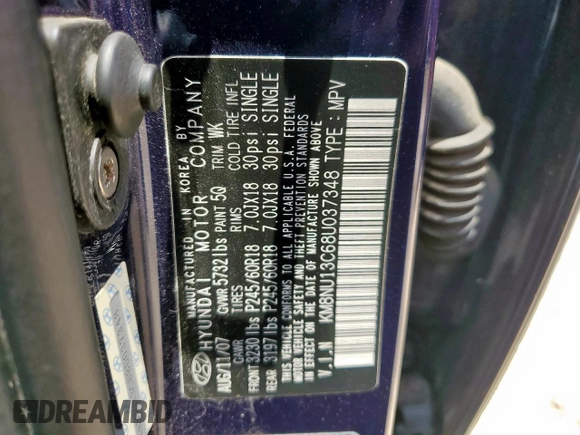 MANUFACTURED IN KOREA BY
HYUNDAI MOTOR COMPANY
AUG/11/07 GVWR 5732 lbs PAINT 5Q TRIM WK
GAWR TIRES RIMS COLD TIRE INFL
FRONT 3230 lbs P245/60R18 7.0JX18 30psi SINGLE
REAR 3197 lbs P245/60R18 7.0JX18 30psi SINGLE
THIS VEHICLE CONFORMS TO ALL APPLICABLE U.S.A. FEDERAL
MOTOR VEHICLE SAFETY AND THEFT PREVENTION STANDARDS
IN EFFECT ON THE DATE OF MANUFACTURE SHOWN ABOVE
V.I.N KM8NU13C68U037348 TYPE : MPV
DREAMBID